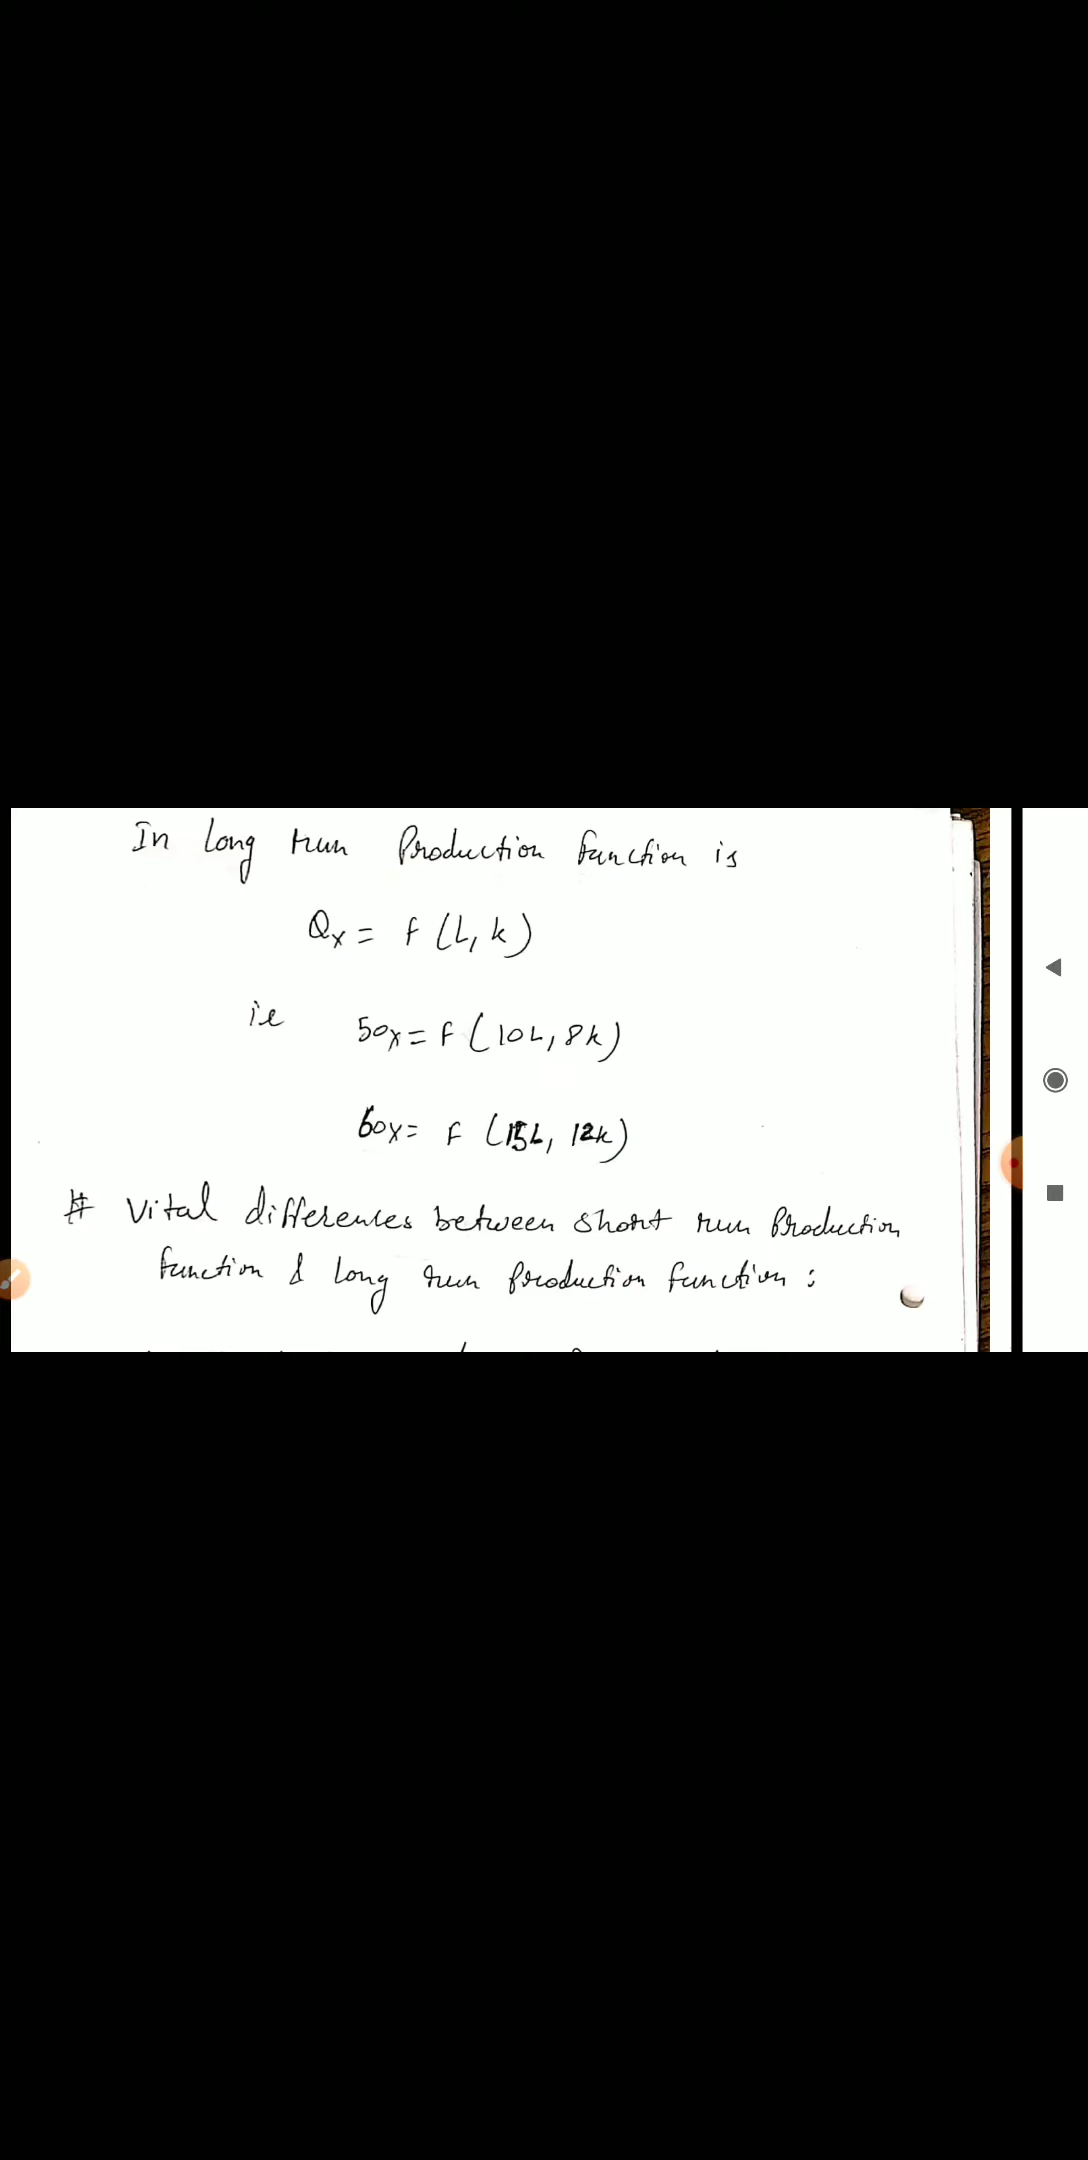 In Long run Production function is
Qx = f (L, k)
ie 50x = f (10L, 8k)
60x = f (15L, 12k)
# Vital differences between short run Production
function & Long run production function :